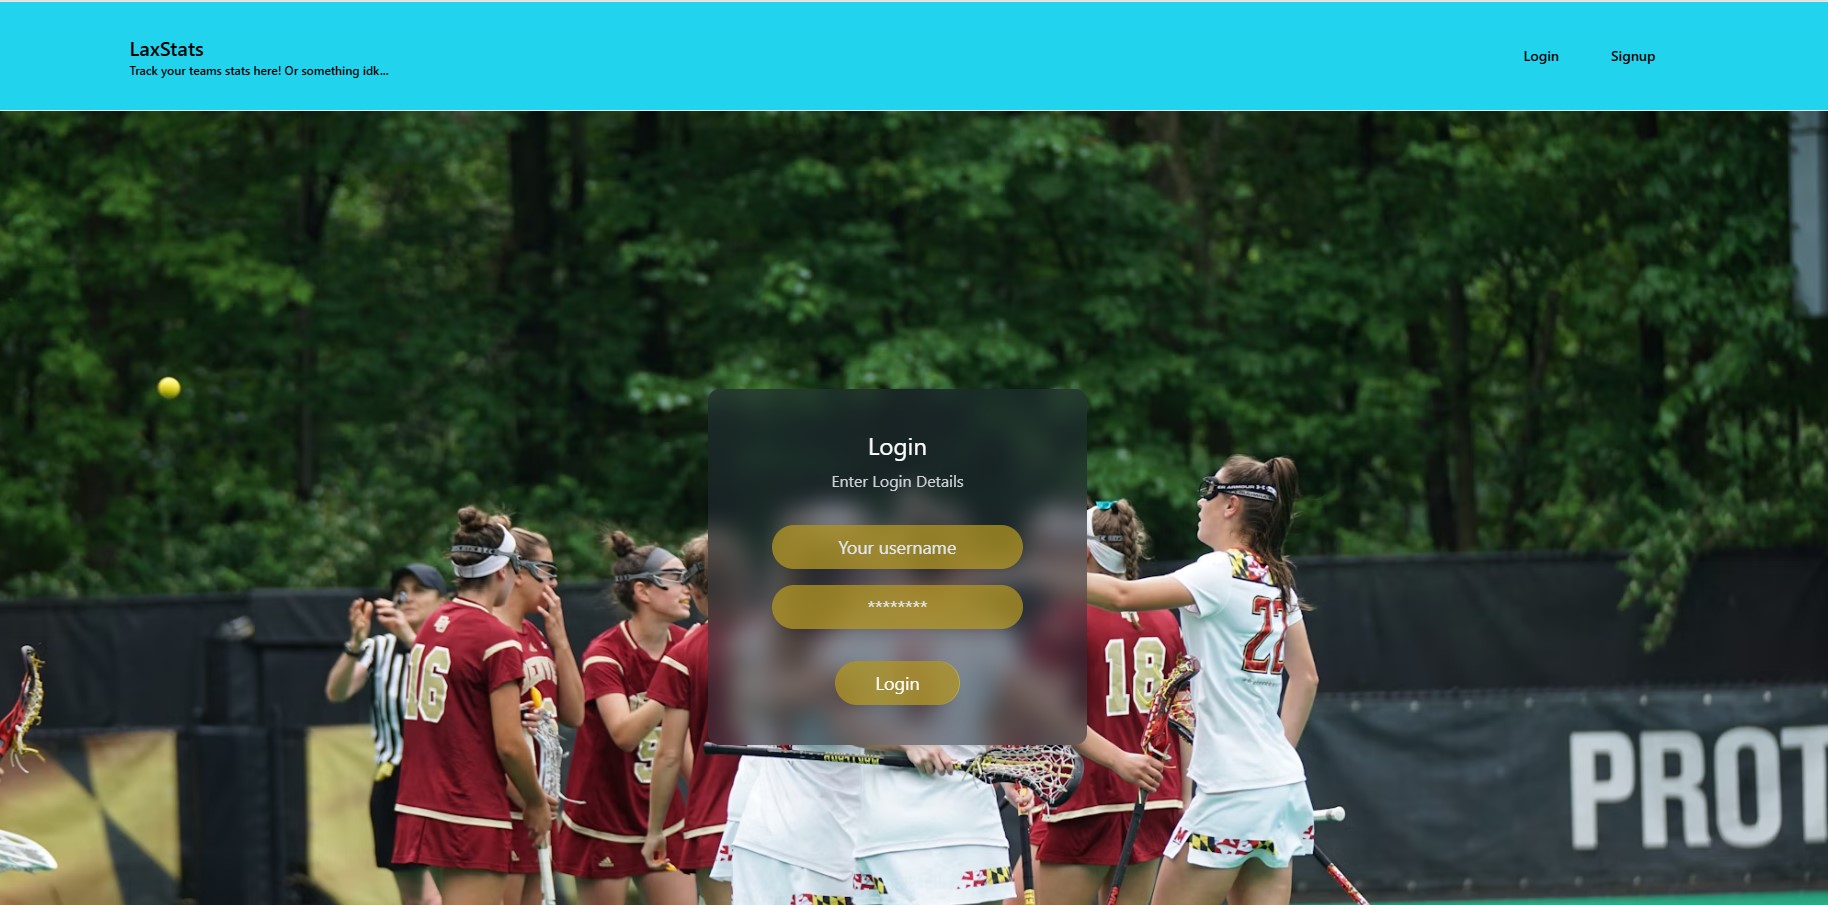 LaxStats
Track your teams stats here! Or something idk...
Login
Signup
Login
Enter Login Details
Your username
********
Login
16
18
22
PROT